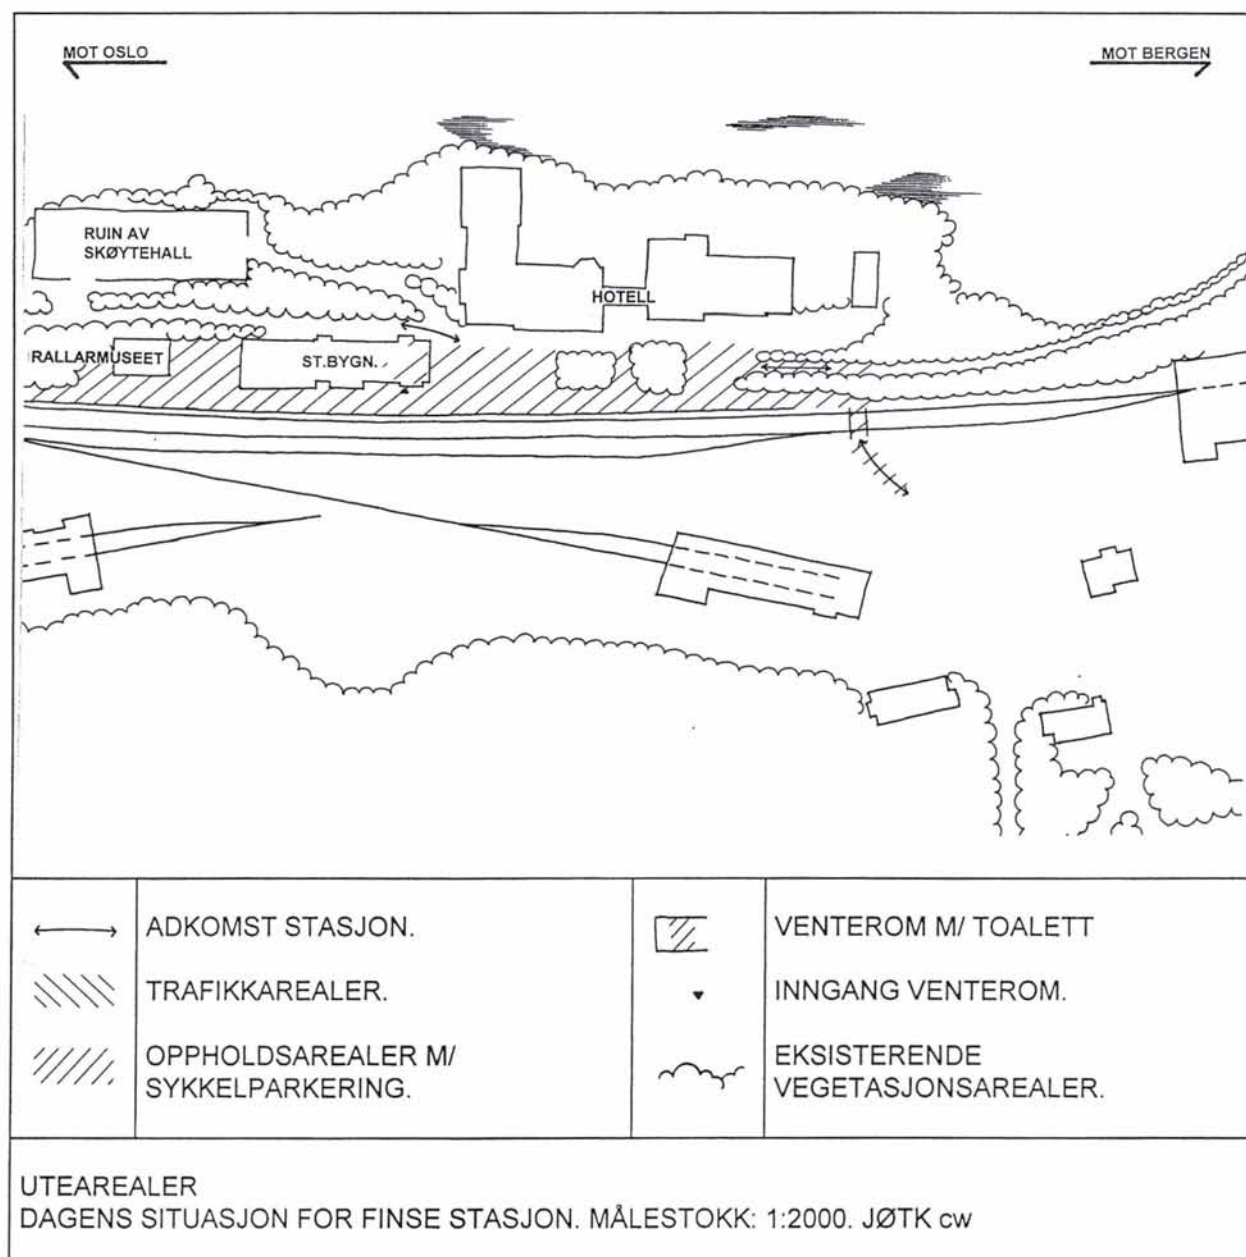 MOT OSLO
MOT BERGEN
RUIN AV
SKØYTEHALL
HOTELL
RALLARMUSEET
ST.BYGN.
ADKOMST STASJON.
TRAFIKKAREALER.
OPPHOLDSAREALER M/
SYKKELPARKERING.
VENTEROM M/ TOALETT
INNGANG VENTEROM.
EKSISTERENDE
VEGETASJONSAREALER.
UTEAREALER
DAGENS SITUASJON FOR FINSE STASJON. MÅLESTOKK: 1:2000. JØTK cw